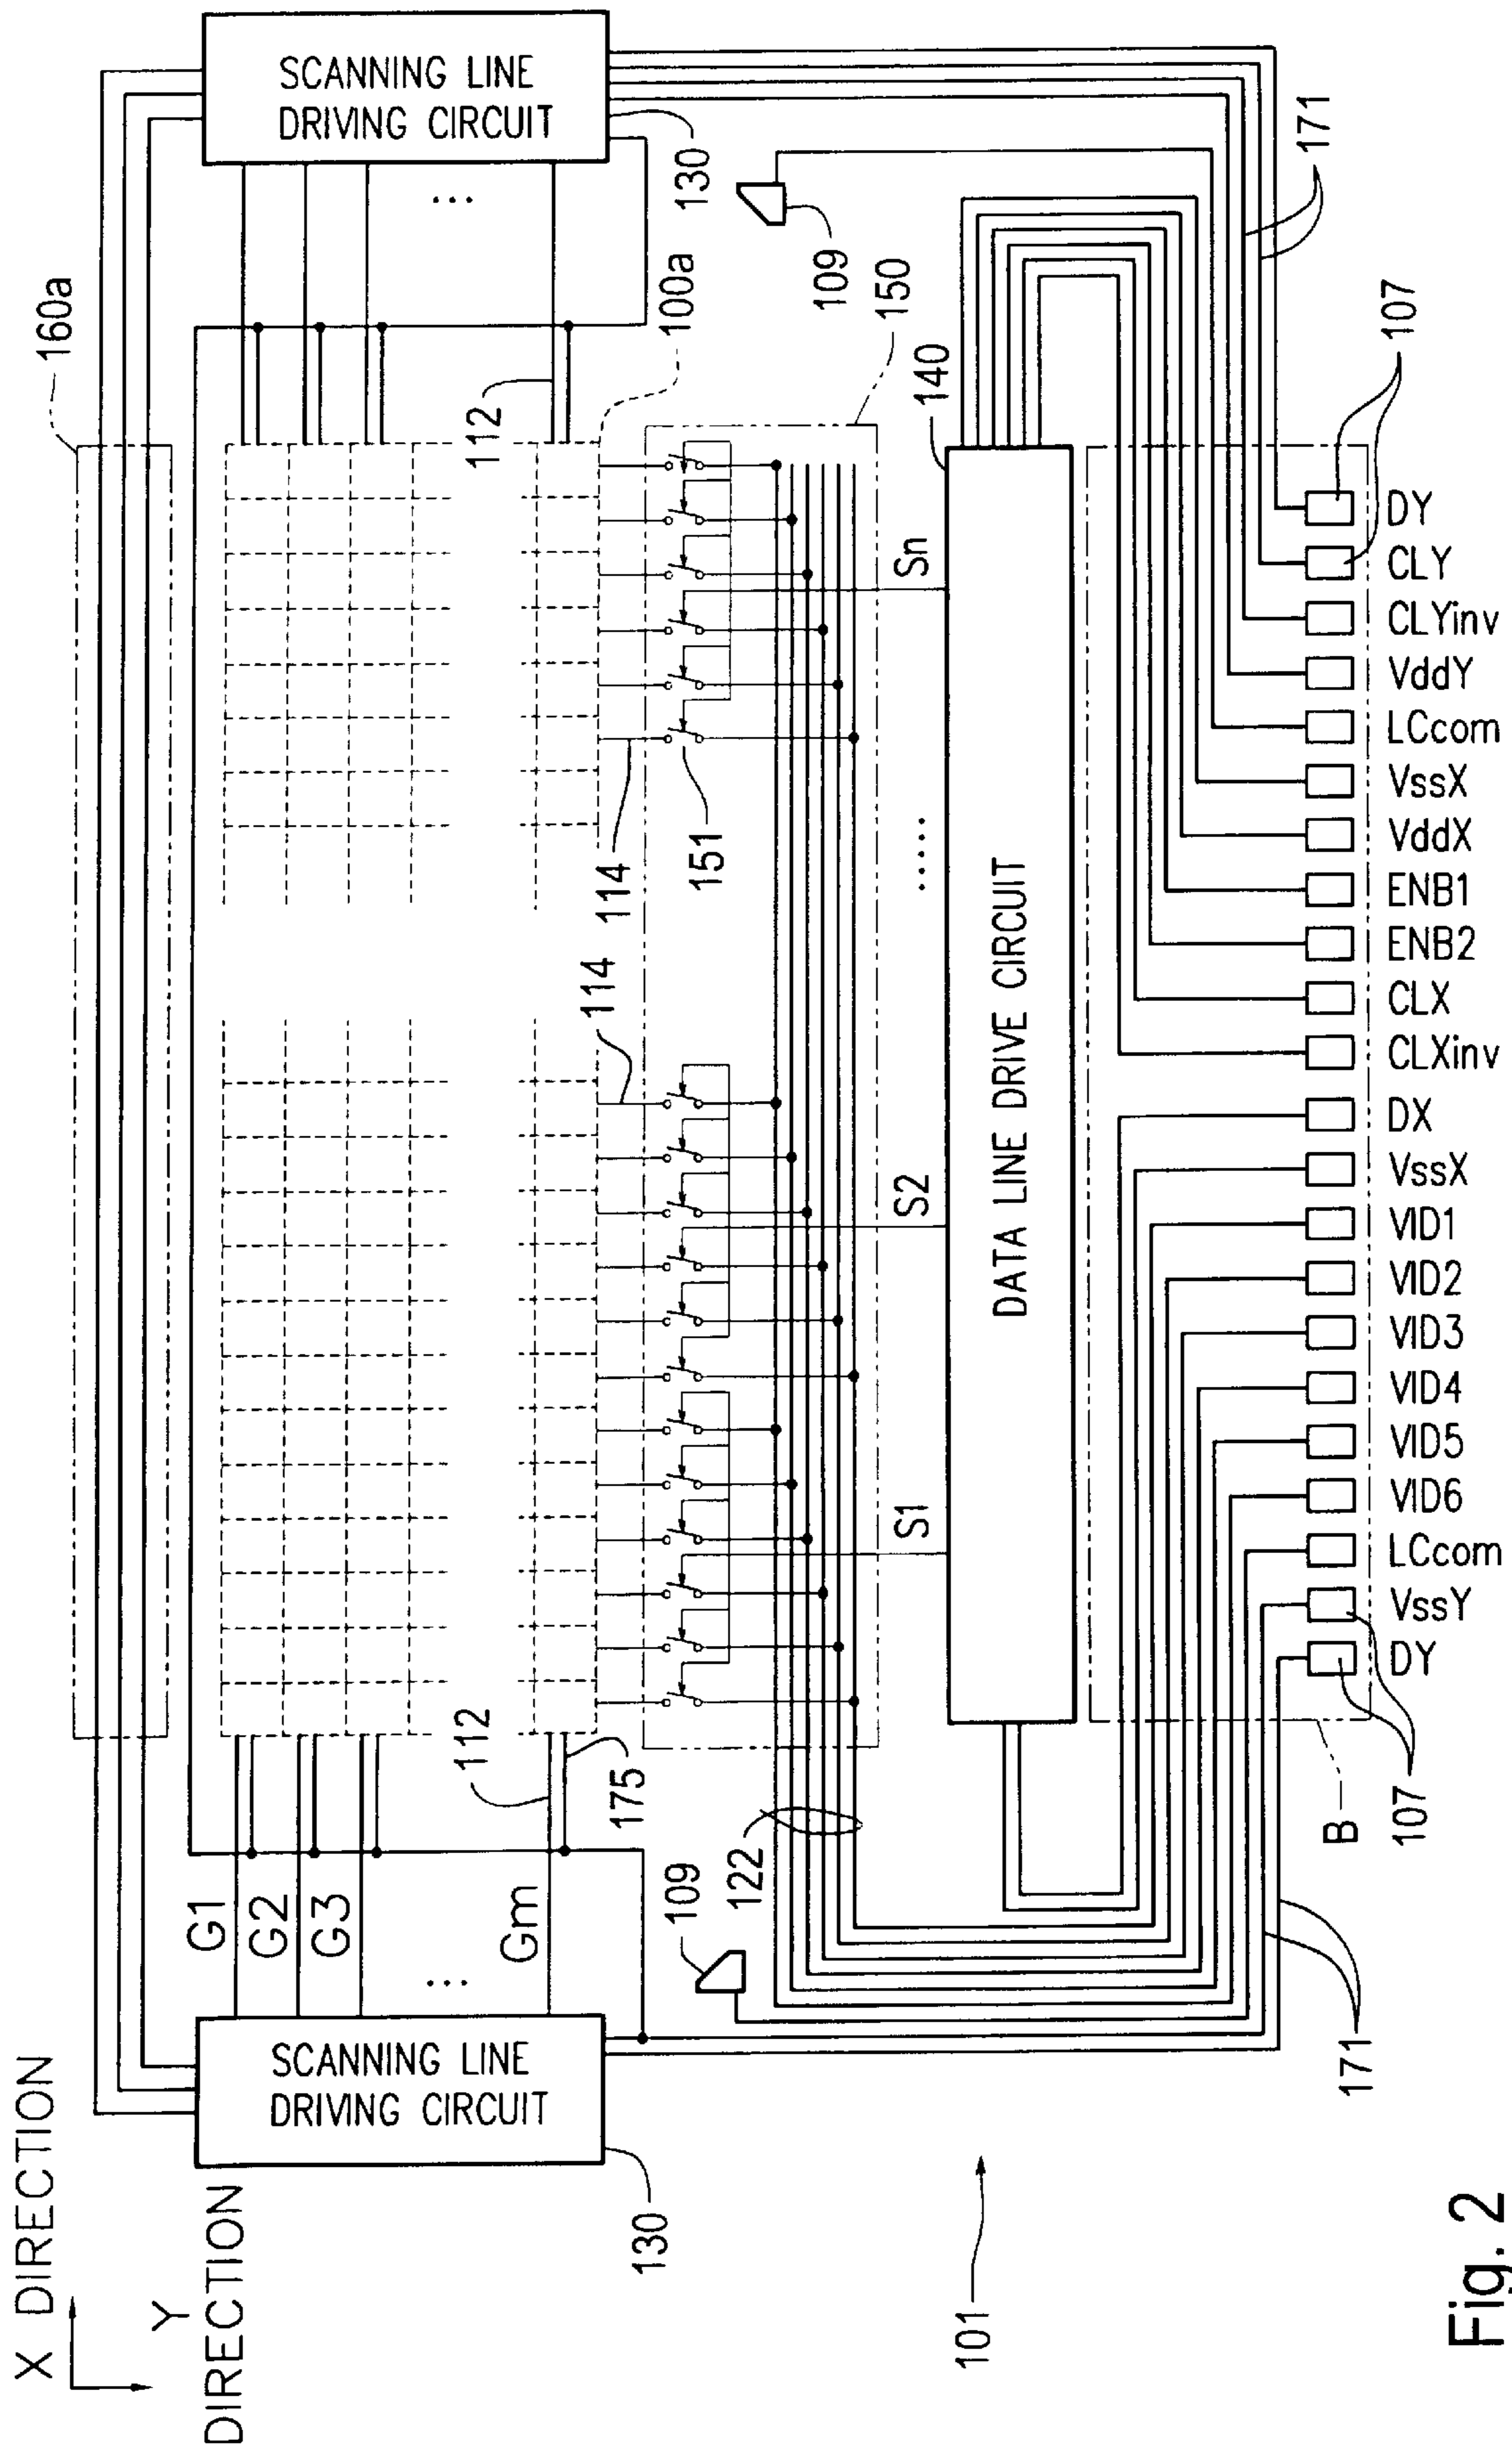 X DIRECTION
Y
DIRECTION
160a
SCANNING LINE
DRIVING CIRCUIT
130
SCANNING LINE
DRIVING CIRCUIT
130
G1
G2
G3
...
Gm
...
112
175
112
100a
114
114
151
109
109
150
122
S1
S2
.....
Sn
140
DATA LINE DRIVE CIRCUIT
101
171
171
107
107
B
DY
VssY
LCcom
VID6
VID5
VID4
VID3
VID2
VID1
VssX
DX
CLXinv
CLX
ENB2
ENB1
VddX
VssX
LCcom
VddY
CLYinv
CLY
DY
Fig. 2